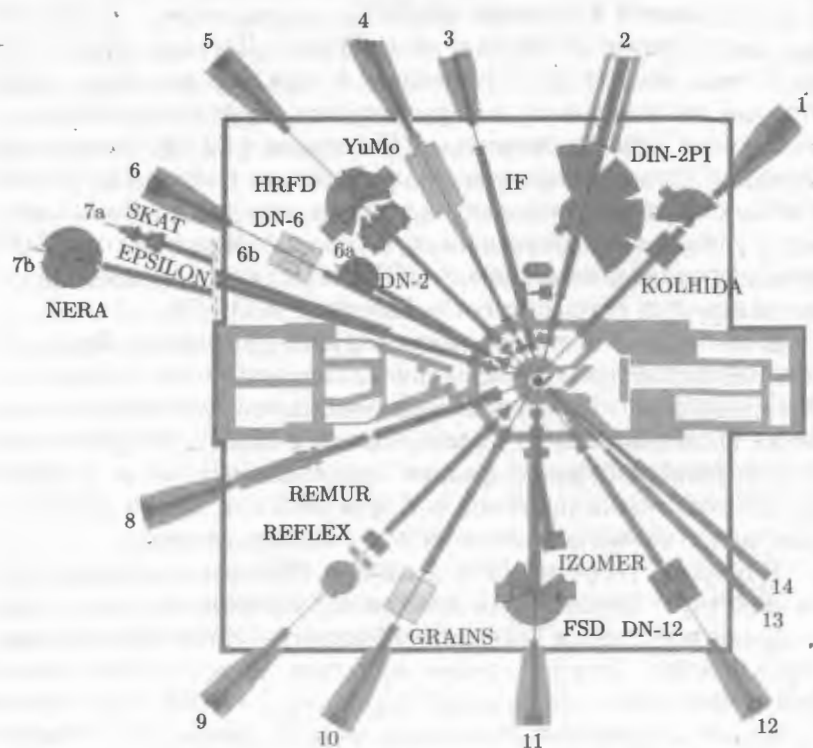 5
4
3
2
1
YuMo
DIN-2PI
HRFD
IF
6
DN-6
7a
SKAT
6b
6a
7b
EPSILON
DN-2
KOLHIDA
NERA
REMUR
8
REFLEX
IZOMER
14
13
GRAINS
FSD
DN-12
9
10
11
12